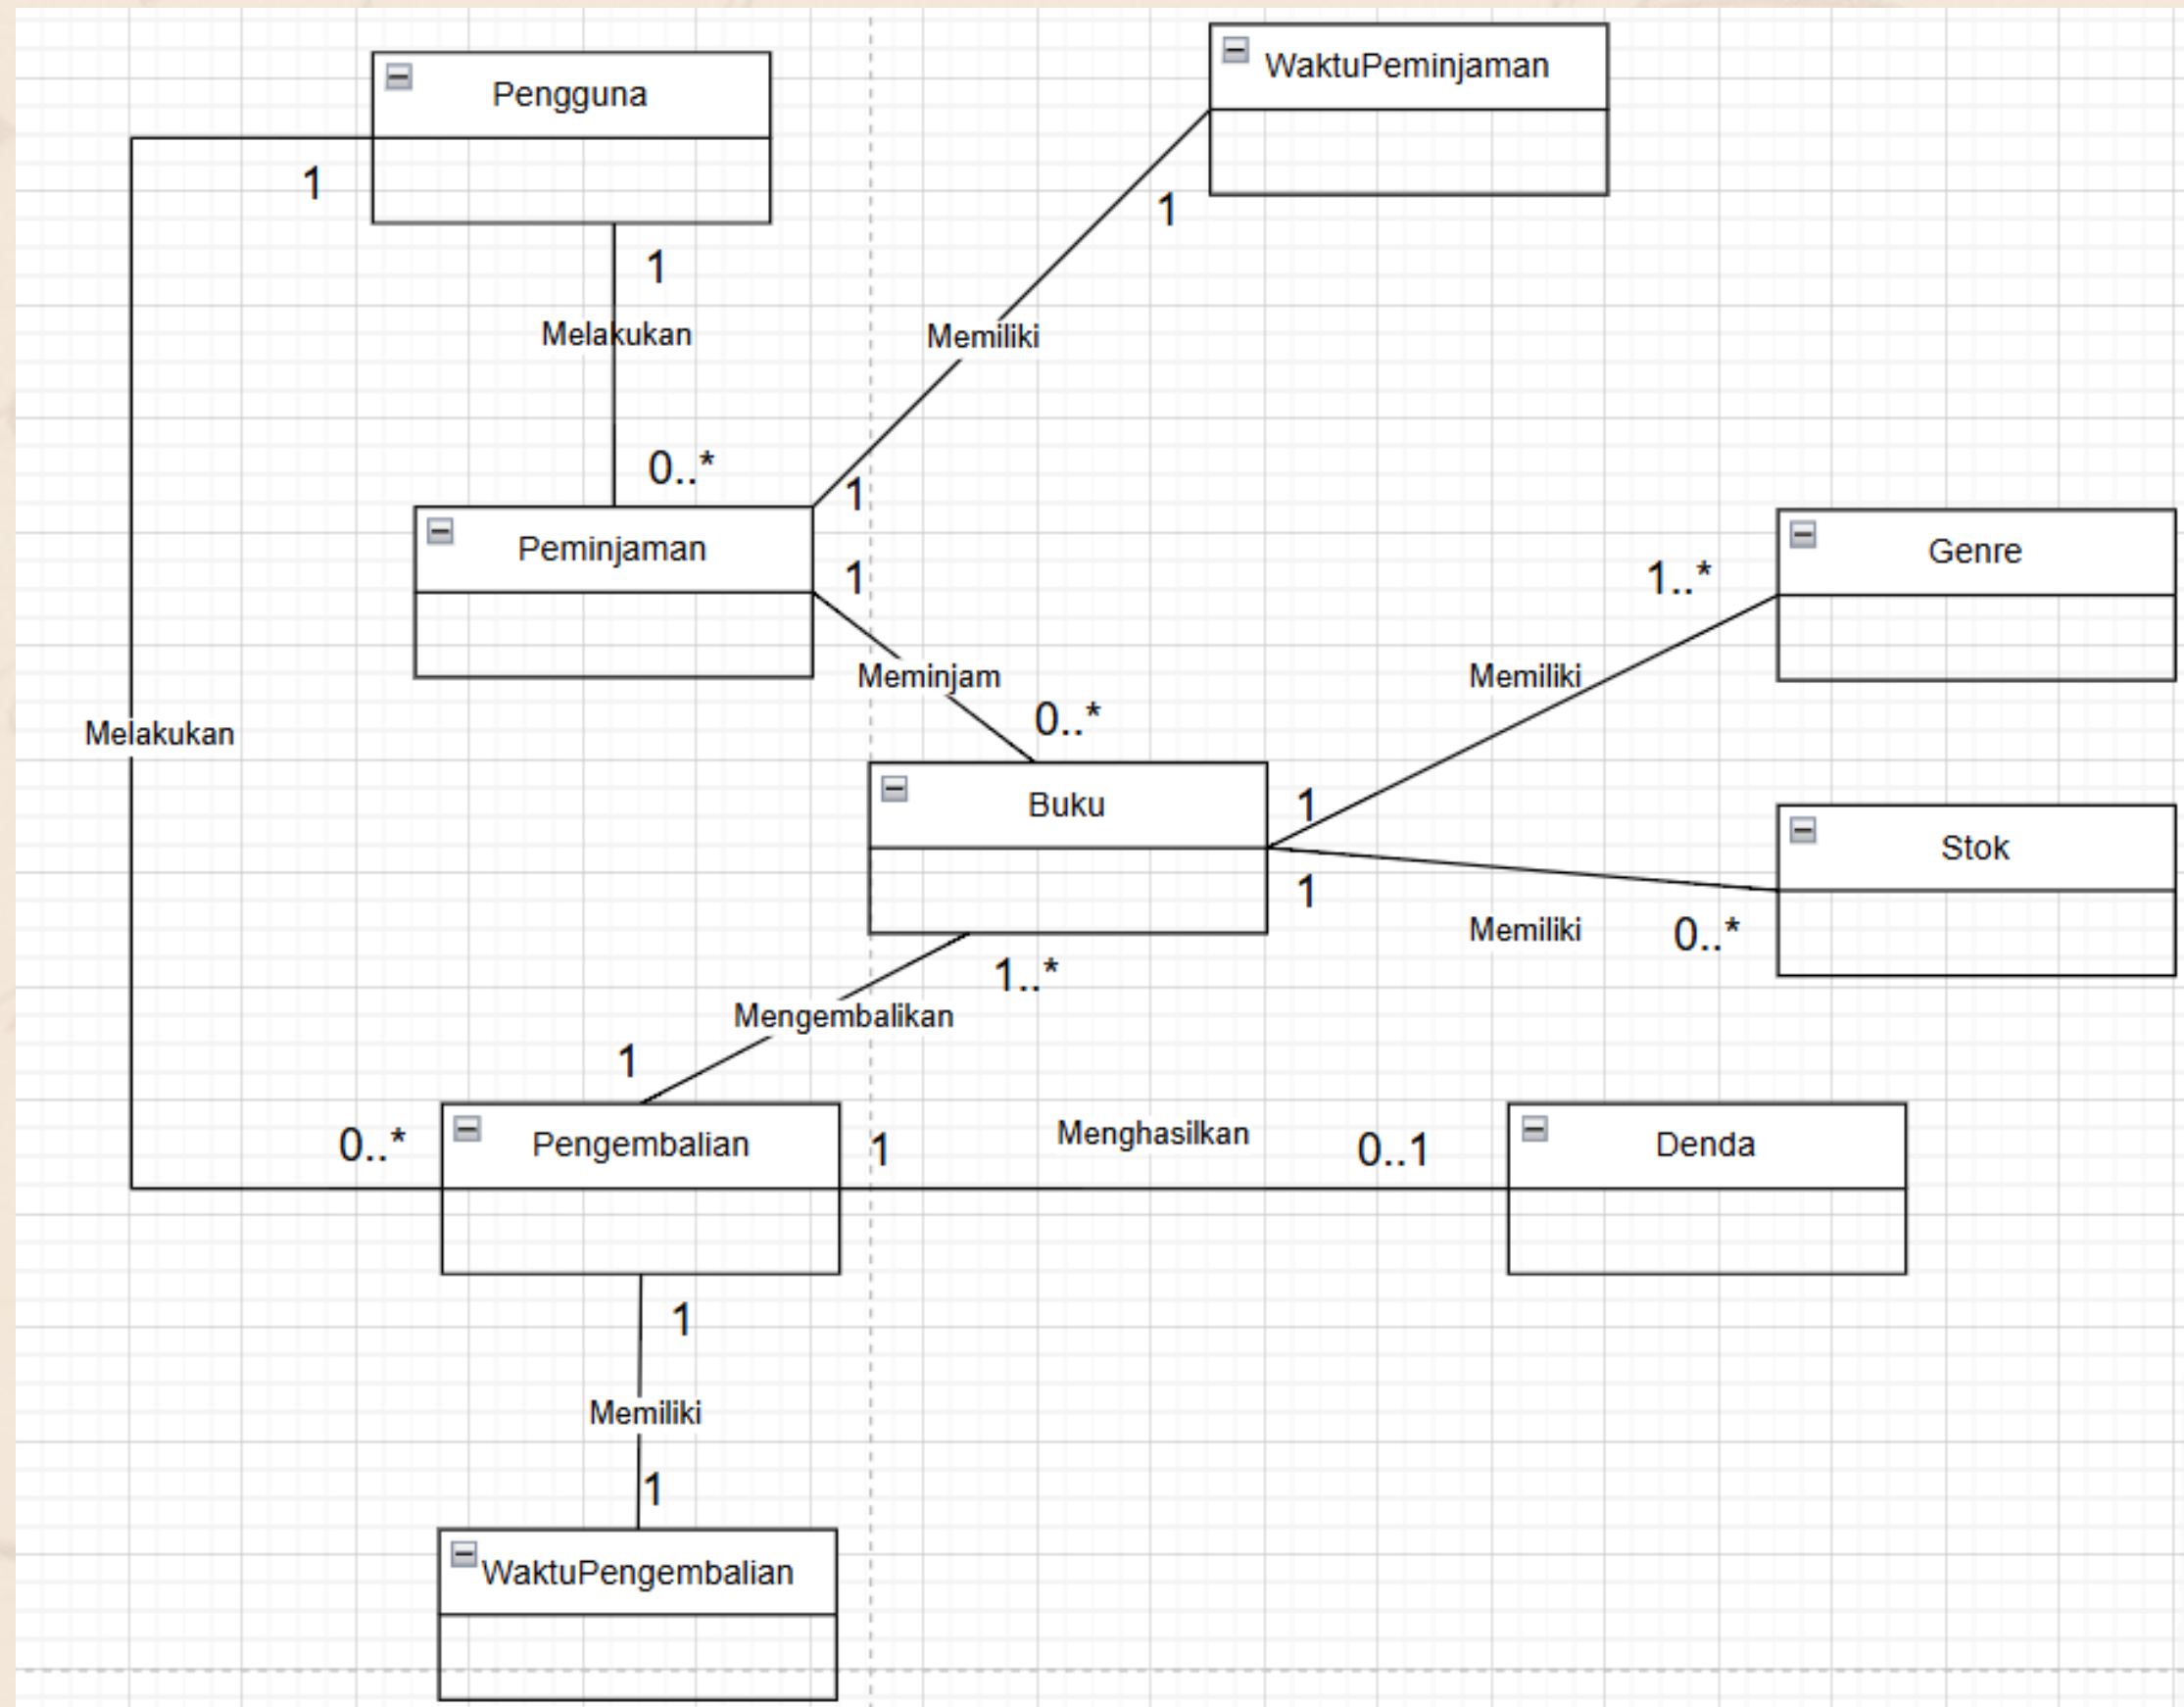 WaktuPeminjaman
Pengguna
1
1
1
Melakukan
Memiliki
0..*
1
Peminjaman
1
Genre
1..*
Meminjam
Memiliki
0..*
Melakukan
Buku
1
Stok
1
Memiliki
0..*
1..*
Mengembalikan
1
Pengembalian
0..*
1
Menghasilkan
0..1
Denda
1
Memiliki
1
WaktuPengembalian